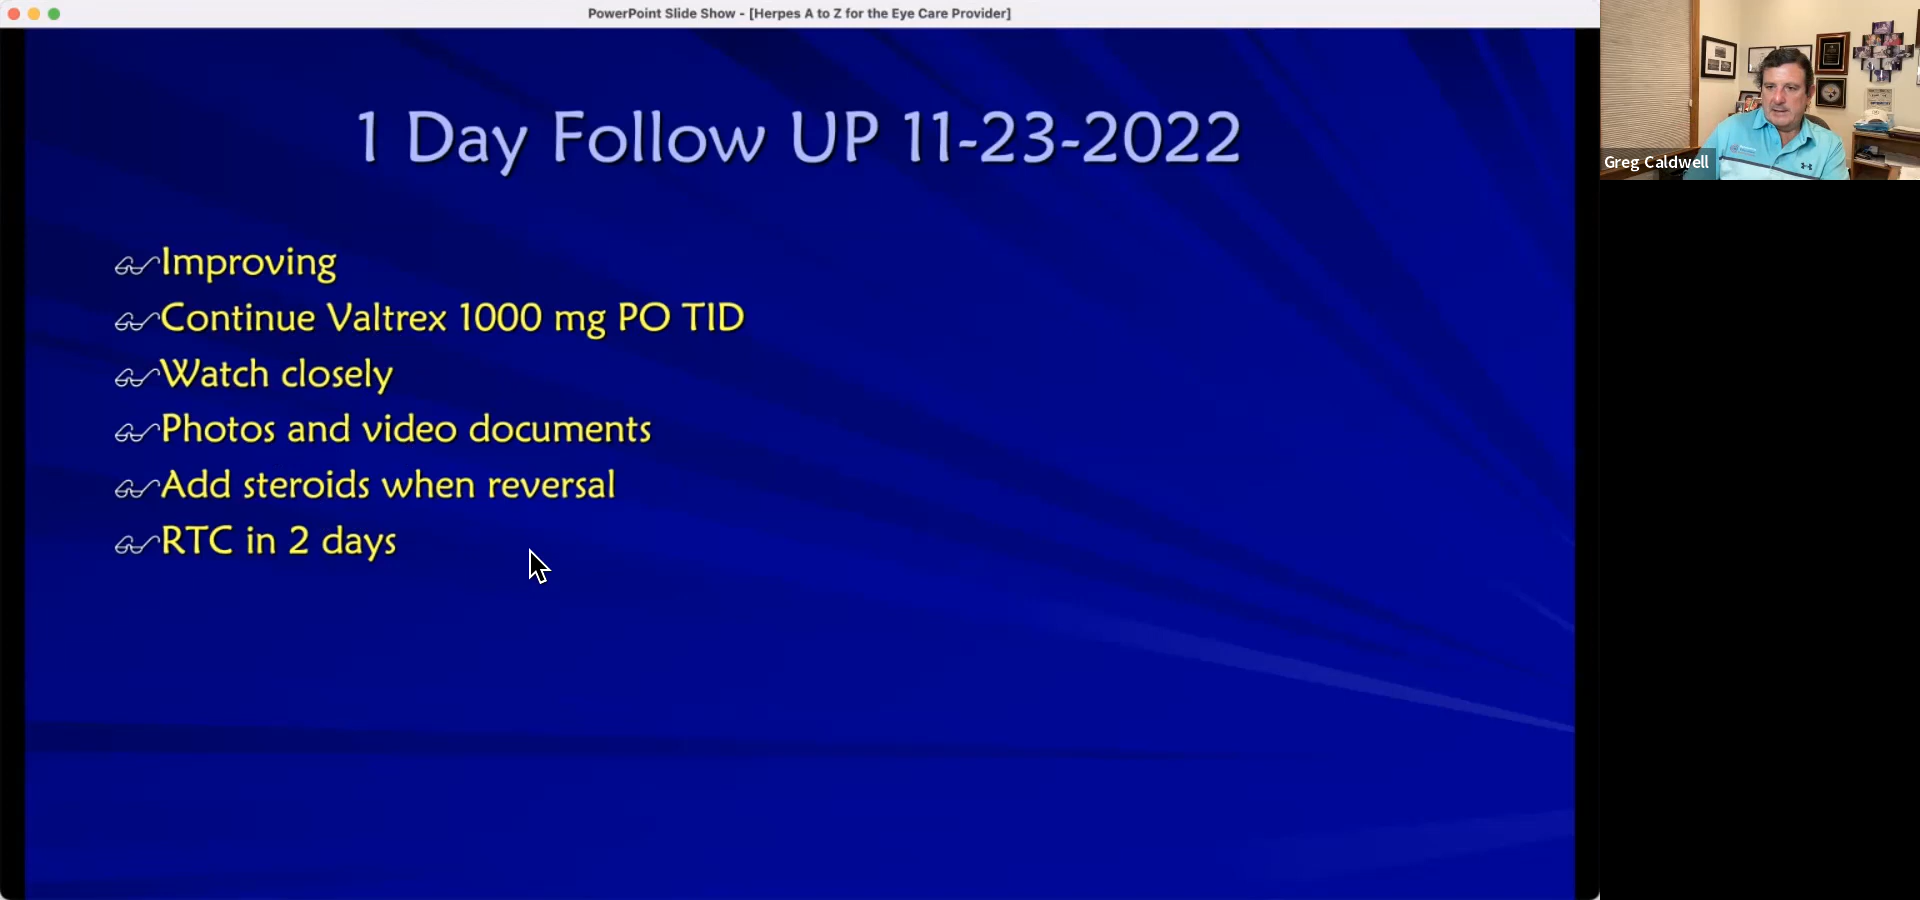 PowerPoint Slide Show - [Herpes A to Z for the Eye Care Provider]
1 Day Follow UP 11-23-2022
Improving
Continue Valtrex 1000 mg PO TID
Watch closely
Photos and video documents
Add steroids when reversal
RTC in 2 days
Greg Caldwell